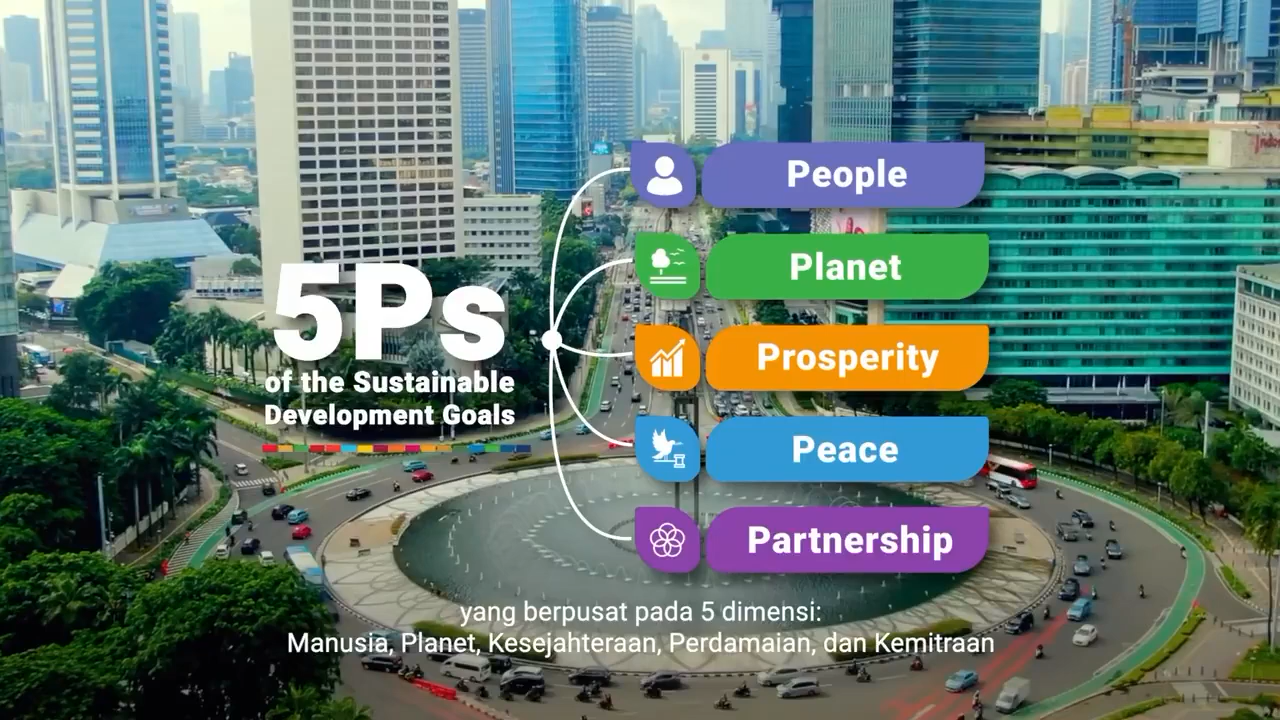 5Ps
of the Sustainable
Development Goals
People
Planet
Prosperity
Peace
Partnership
yang berpusat pada 5 dimensi:
Manusia, Planet, Kesejahteraan, Perdamaian, dan Kemitraan